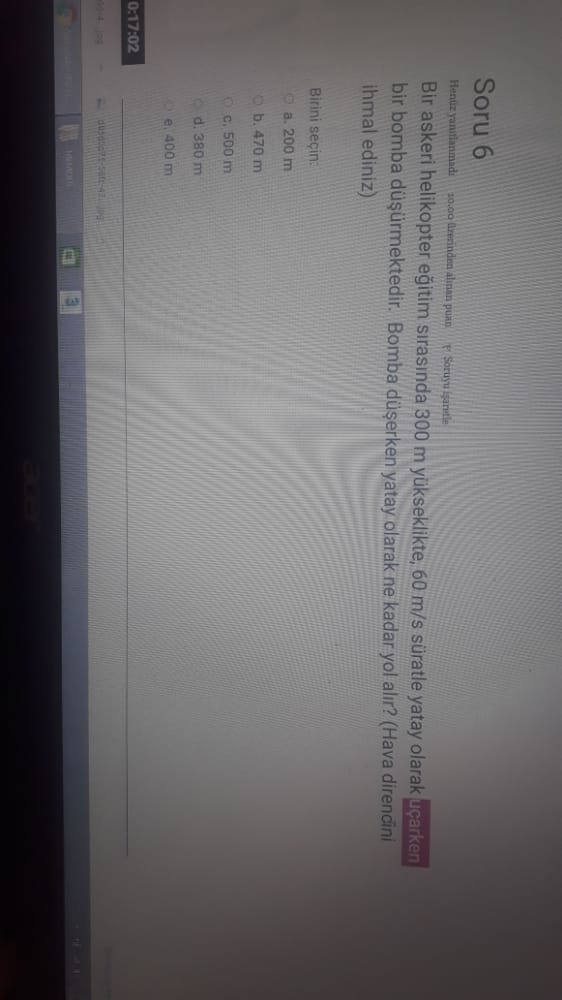 Soru 6
Henüz yanıtlanmadı 10,00 üzerinden alınan puan Soruyu işaretle
Bir askeri helikopter eğitim sırasında 300 m yükseklikte, 60 m/s süratle yatay olarak uçarken
bir bomba düşürmektedir. Bomba düşerken yatay olarak ne kadar yol alır? (Hava direncini
ihmal ediniz)
Birini seçin:
a. 200 m
b. 470 m
c. 500 m
d. 380 m
e. 400 m
0:17:02
acer